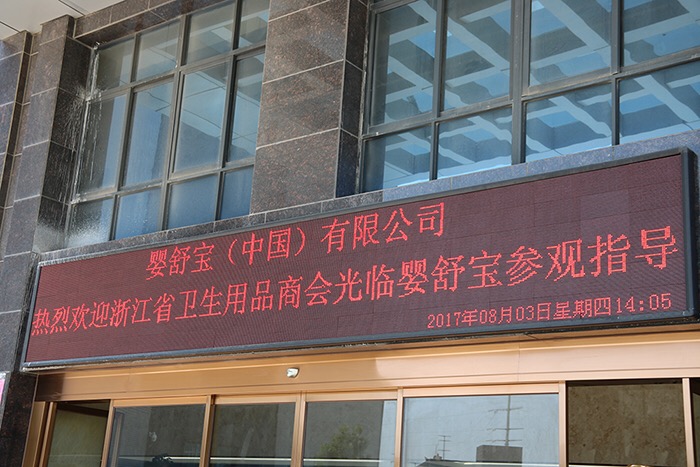 婴舒宝（中国）有限公司
热烈欢迎浙江省卫生用品商会光临婴舒宝参观指导
2017年08月03日星期四14:05